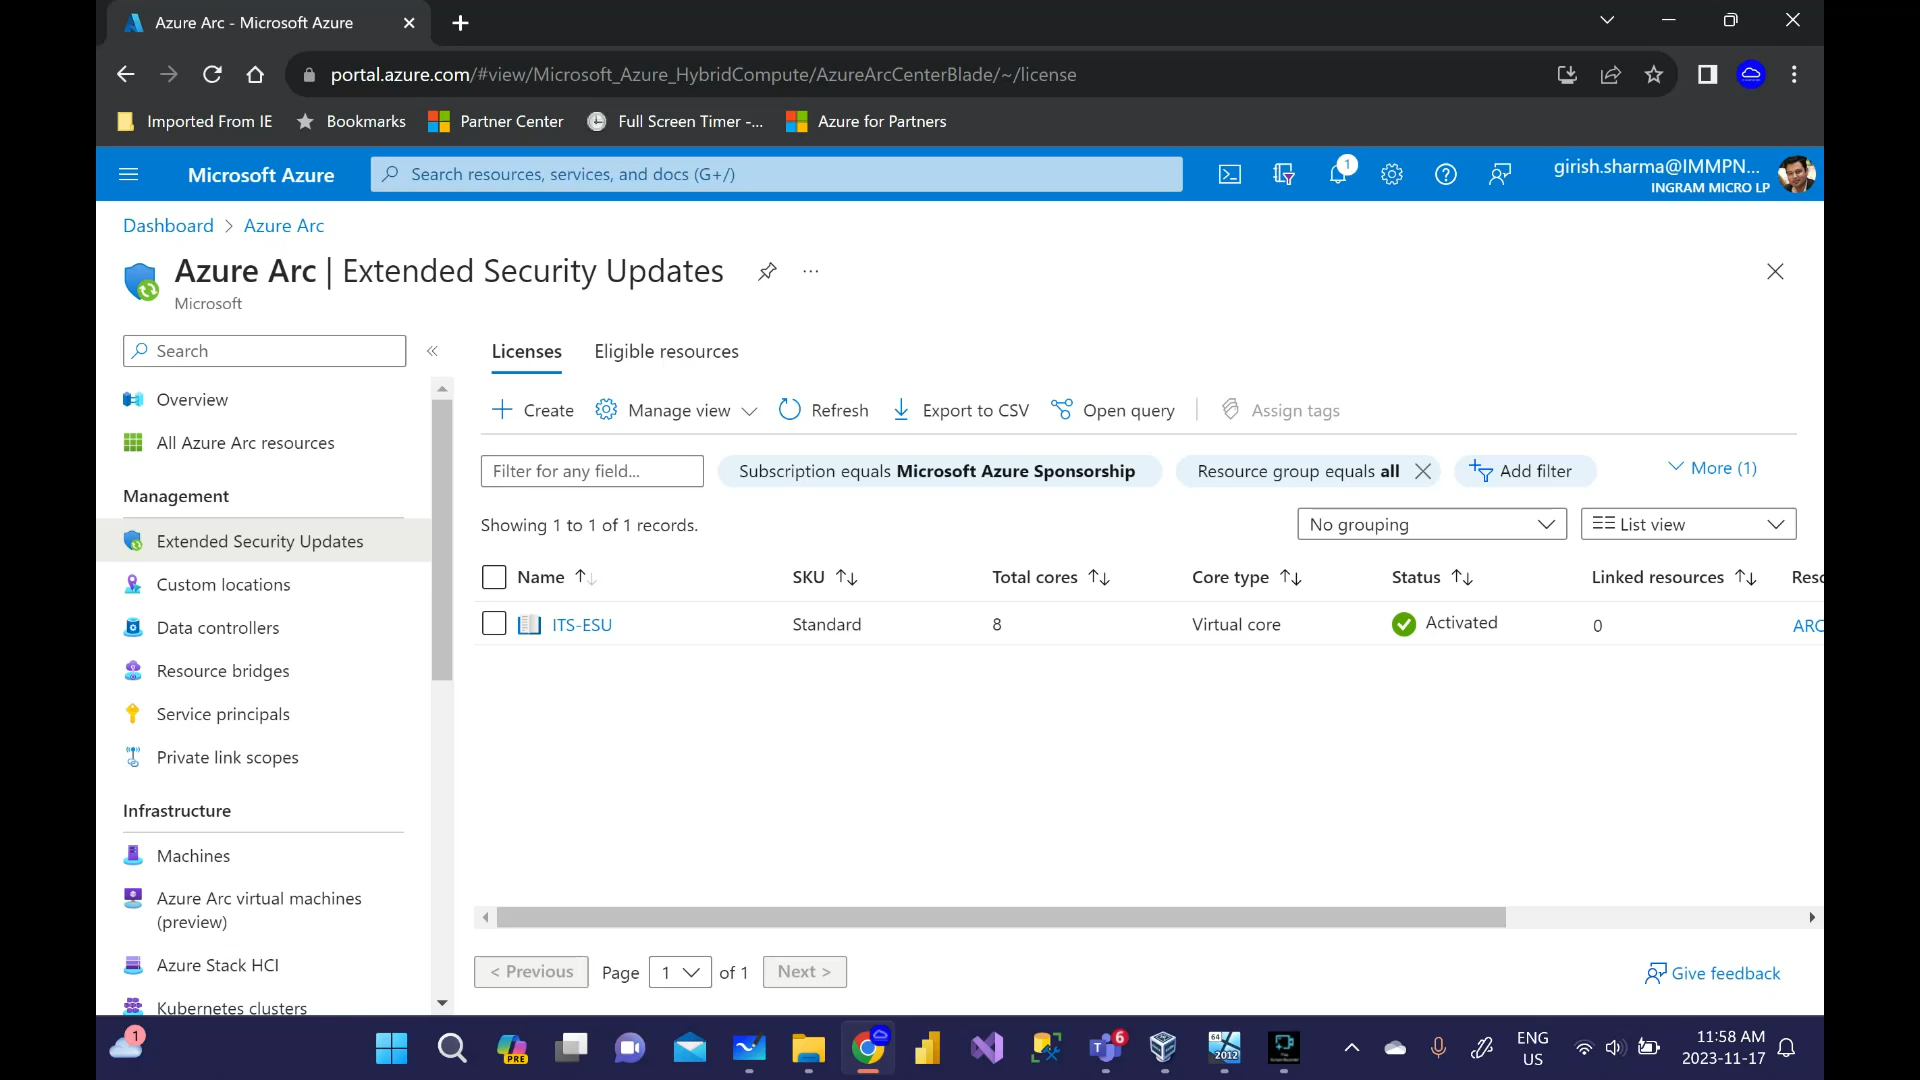 Azure Arc - Microsoft Azure
portal.azure.com/#view/Microsoft_Azure_HybridCompute/AzureArcCenterBlade/~/license
Imported From IE
Bookmarks
Partner Center
Full Screen Timer -...
Azure for Partners
Microsoft Azure
Search resources, services, and docs (G+/)
1
girish.sharma@IMMPN...
INGRAM MICRO LP
Dashboard > Azure Arc
Azure Arc | Extended Security Updates
...
Microsoft
Search
«
Licenses
Eligible resources
Create
Manage view
Refresh
Export to CSV
Open query
Assign tags
Filter for any field...
Subscription equals Microsoft Azure Sponsorship
Resource group equals all
Add filter
More (1)
Showing 1 to 1 of 1 records.
No grouping
List view
Name
SKU
Total cores
Core type
Status
Linked resources
Reso
ITS-ESU
Standard
8
Virtual core
Activated
0
ARC
Overview
All Azure Arc resources
Management
Extended Security Updates
Custom locations
Data controllers
Resource bridges
Service principals
Private link scopes
Infrastructure
Machines
Azure Arc virtual machines
(preview)
Azure Stack HCI
Kubernetes clusters
< Previous
Page 1 of 1
Next >
Give feedback
1
PRE
6
64
2012
ENG
US
11:58 AM
2023-11-17